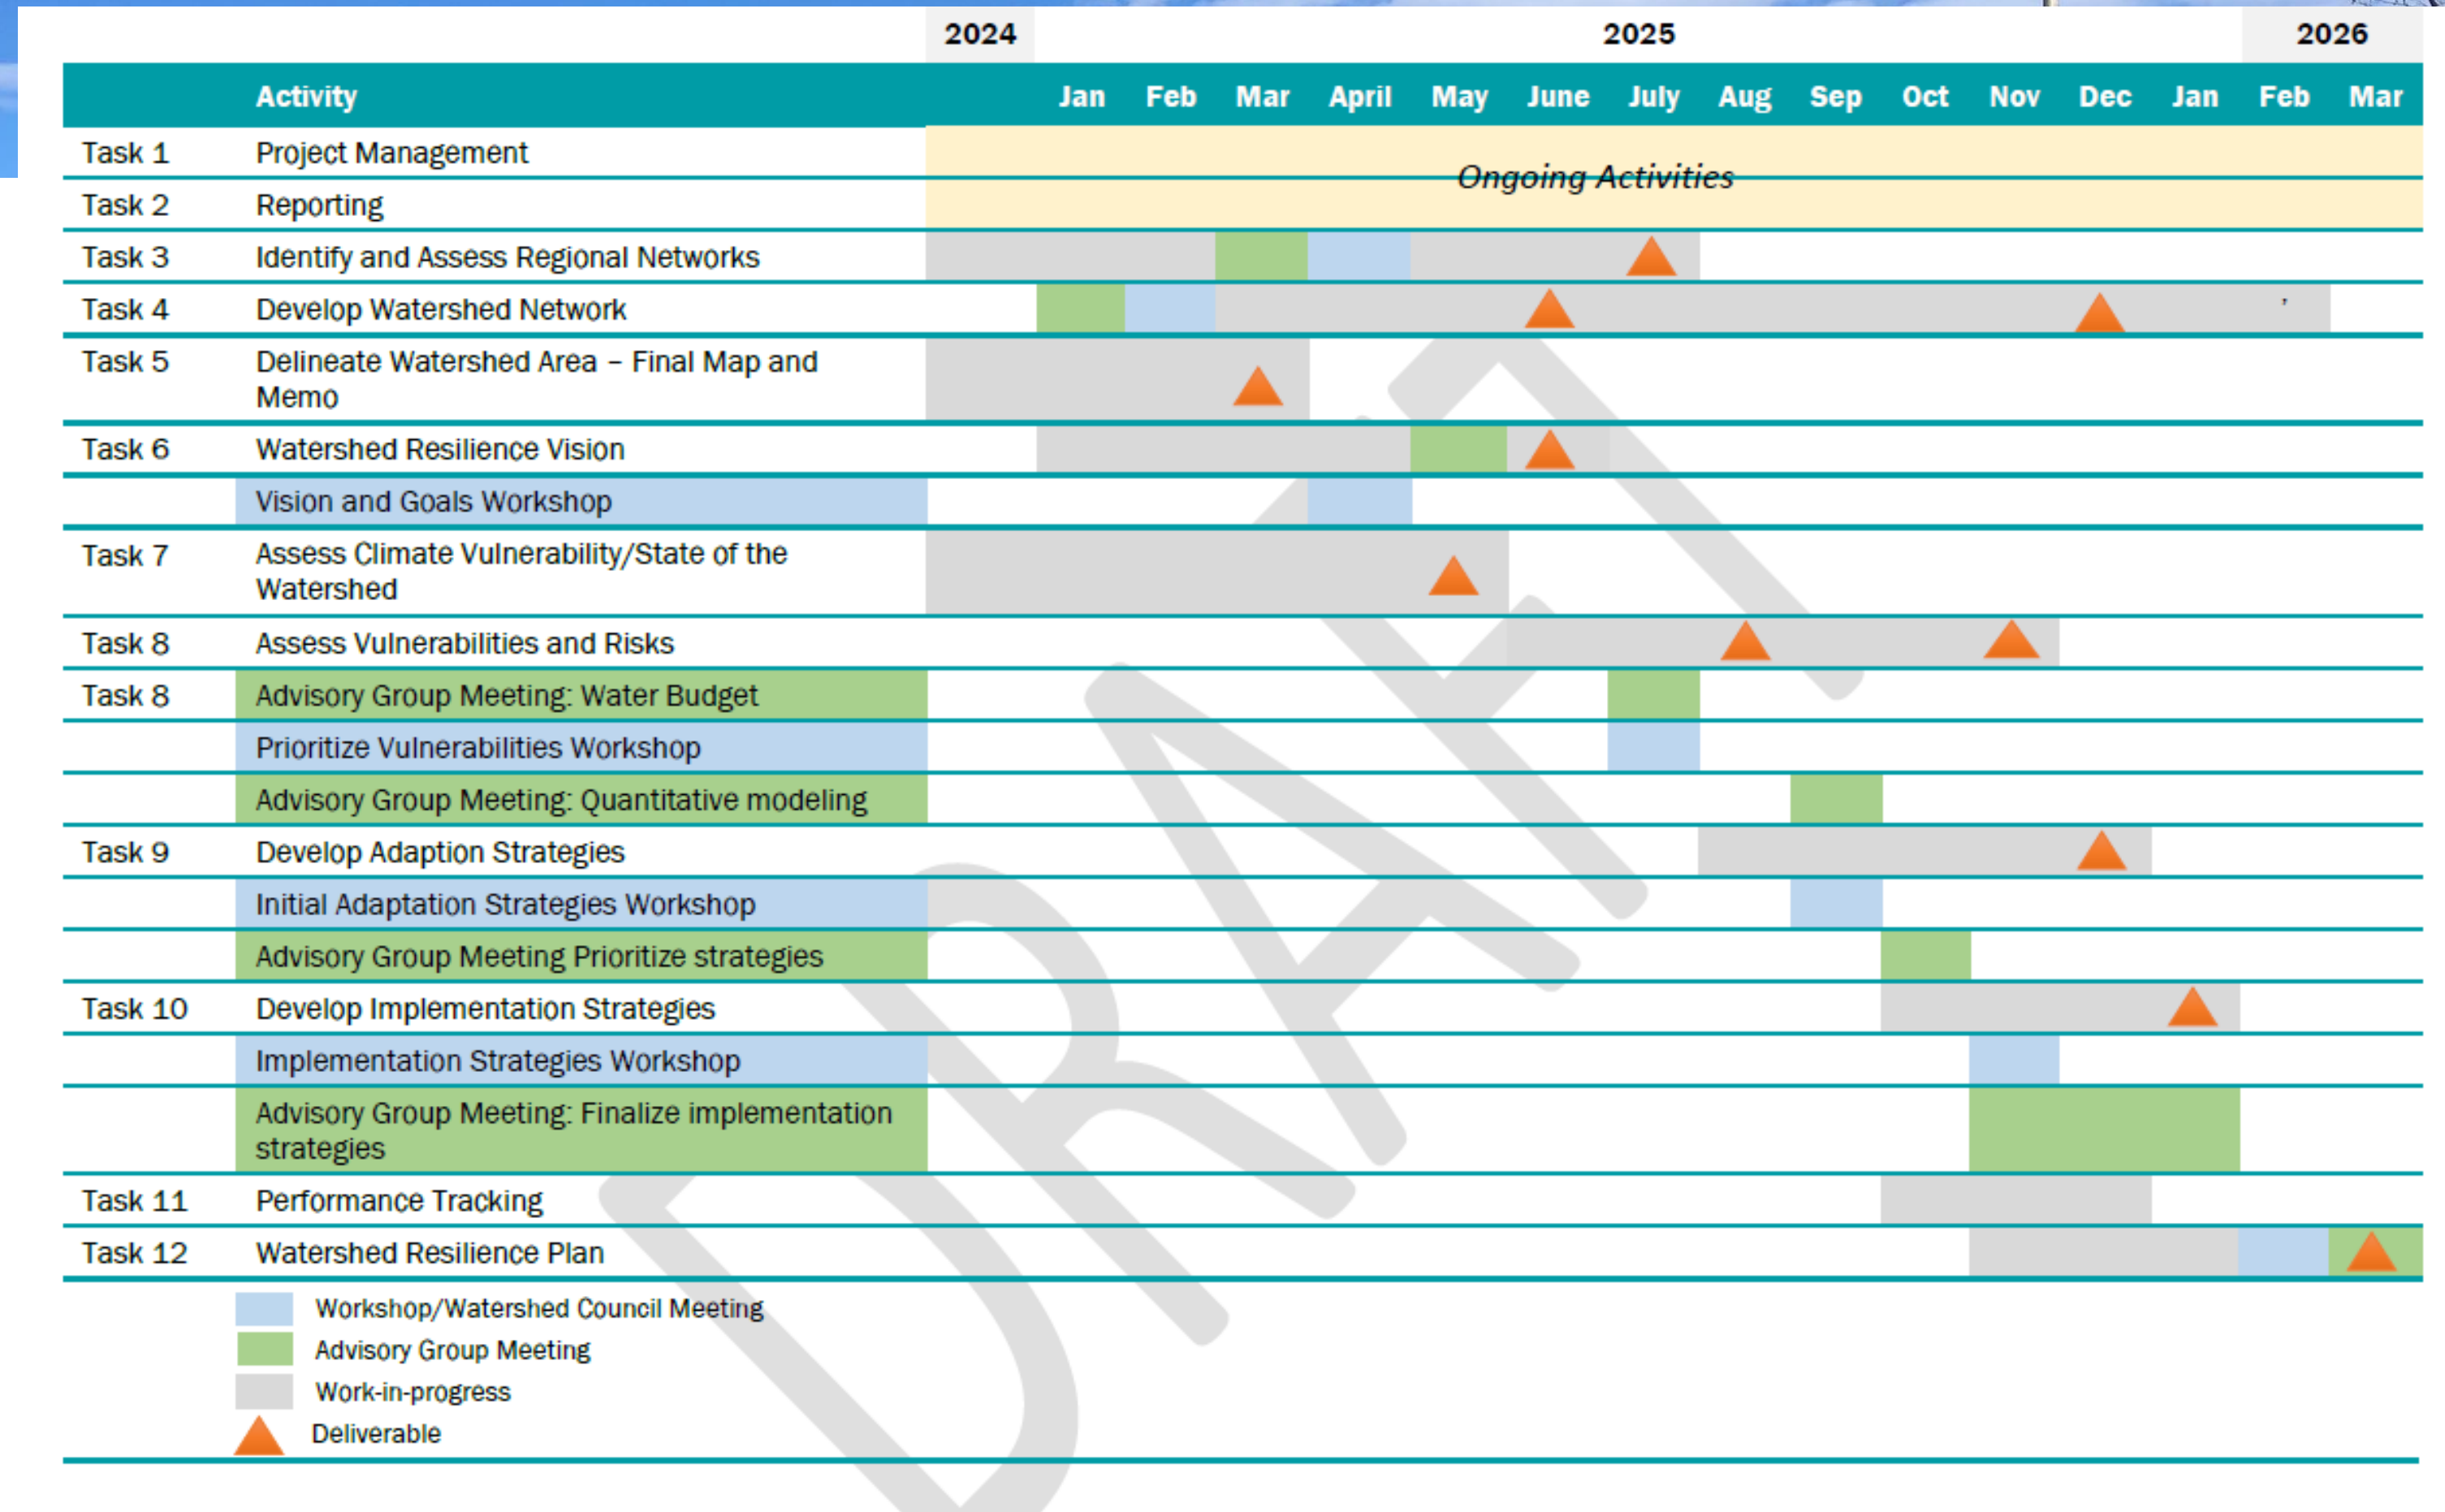 2024 2025 2026
Activity Jan Feb Mar April May June July Aug Sep Oct Nov Dec Jan Feb Mar
Task 1 Project Management
Ongoing Activities
Task 2 Reporting
Task 3 Identify and Assess Regional Networks
Task 4 Develop Watershed Network ,
Task 5 Delineate Watershed Area – Final Map and
Memo
Task 6 Watershed Resilience Vision
Vision and Goals Workshop
Task 7 Assess Climate Vulnerability/State of the
Watershed
Task 8 Assess Vulnerabilities and Risks
Task 8 Advisory Group Meeting: Water Budget
Prioritize Vulnerabilities Workshop
Advisory Group Meeting: Quantitative modeling
Task 9 Develop Adaption Strategies
Initial Adaptation Strategies Workshop
Advisory Group Meeting Prioritize strategies
Task 10 Develop Implementation Strategies
Implementation Strategies Workshop
Advisory Group Meeting: Finalize implementation
strategies
Task 11 Performance Tracking
Task 12 Watershed Resilience Plan
Workshop/Watershed Council Meeting
Advisory Group Meeting
Work-in-progress
Deliverable
DRAFT